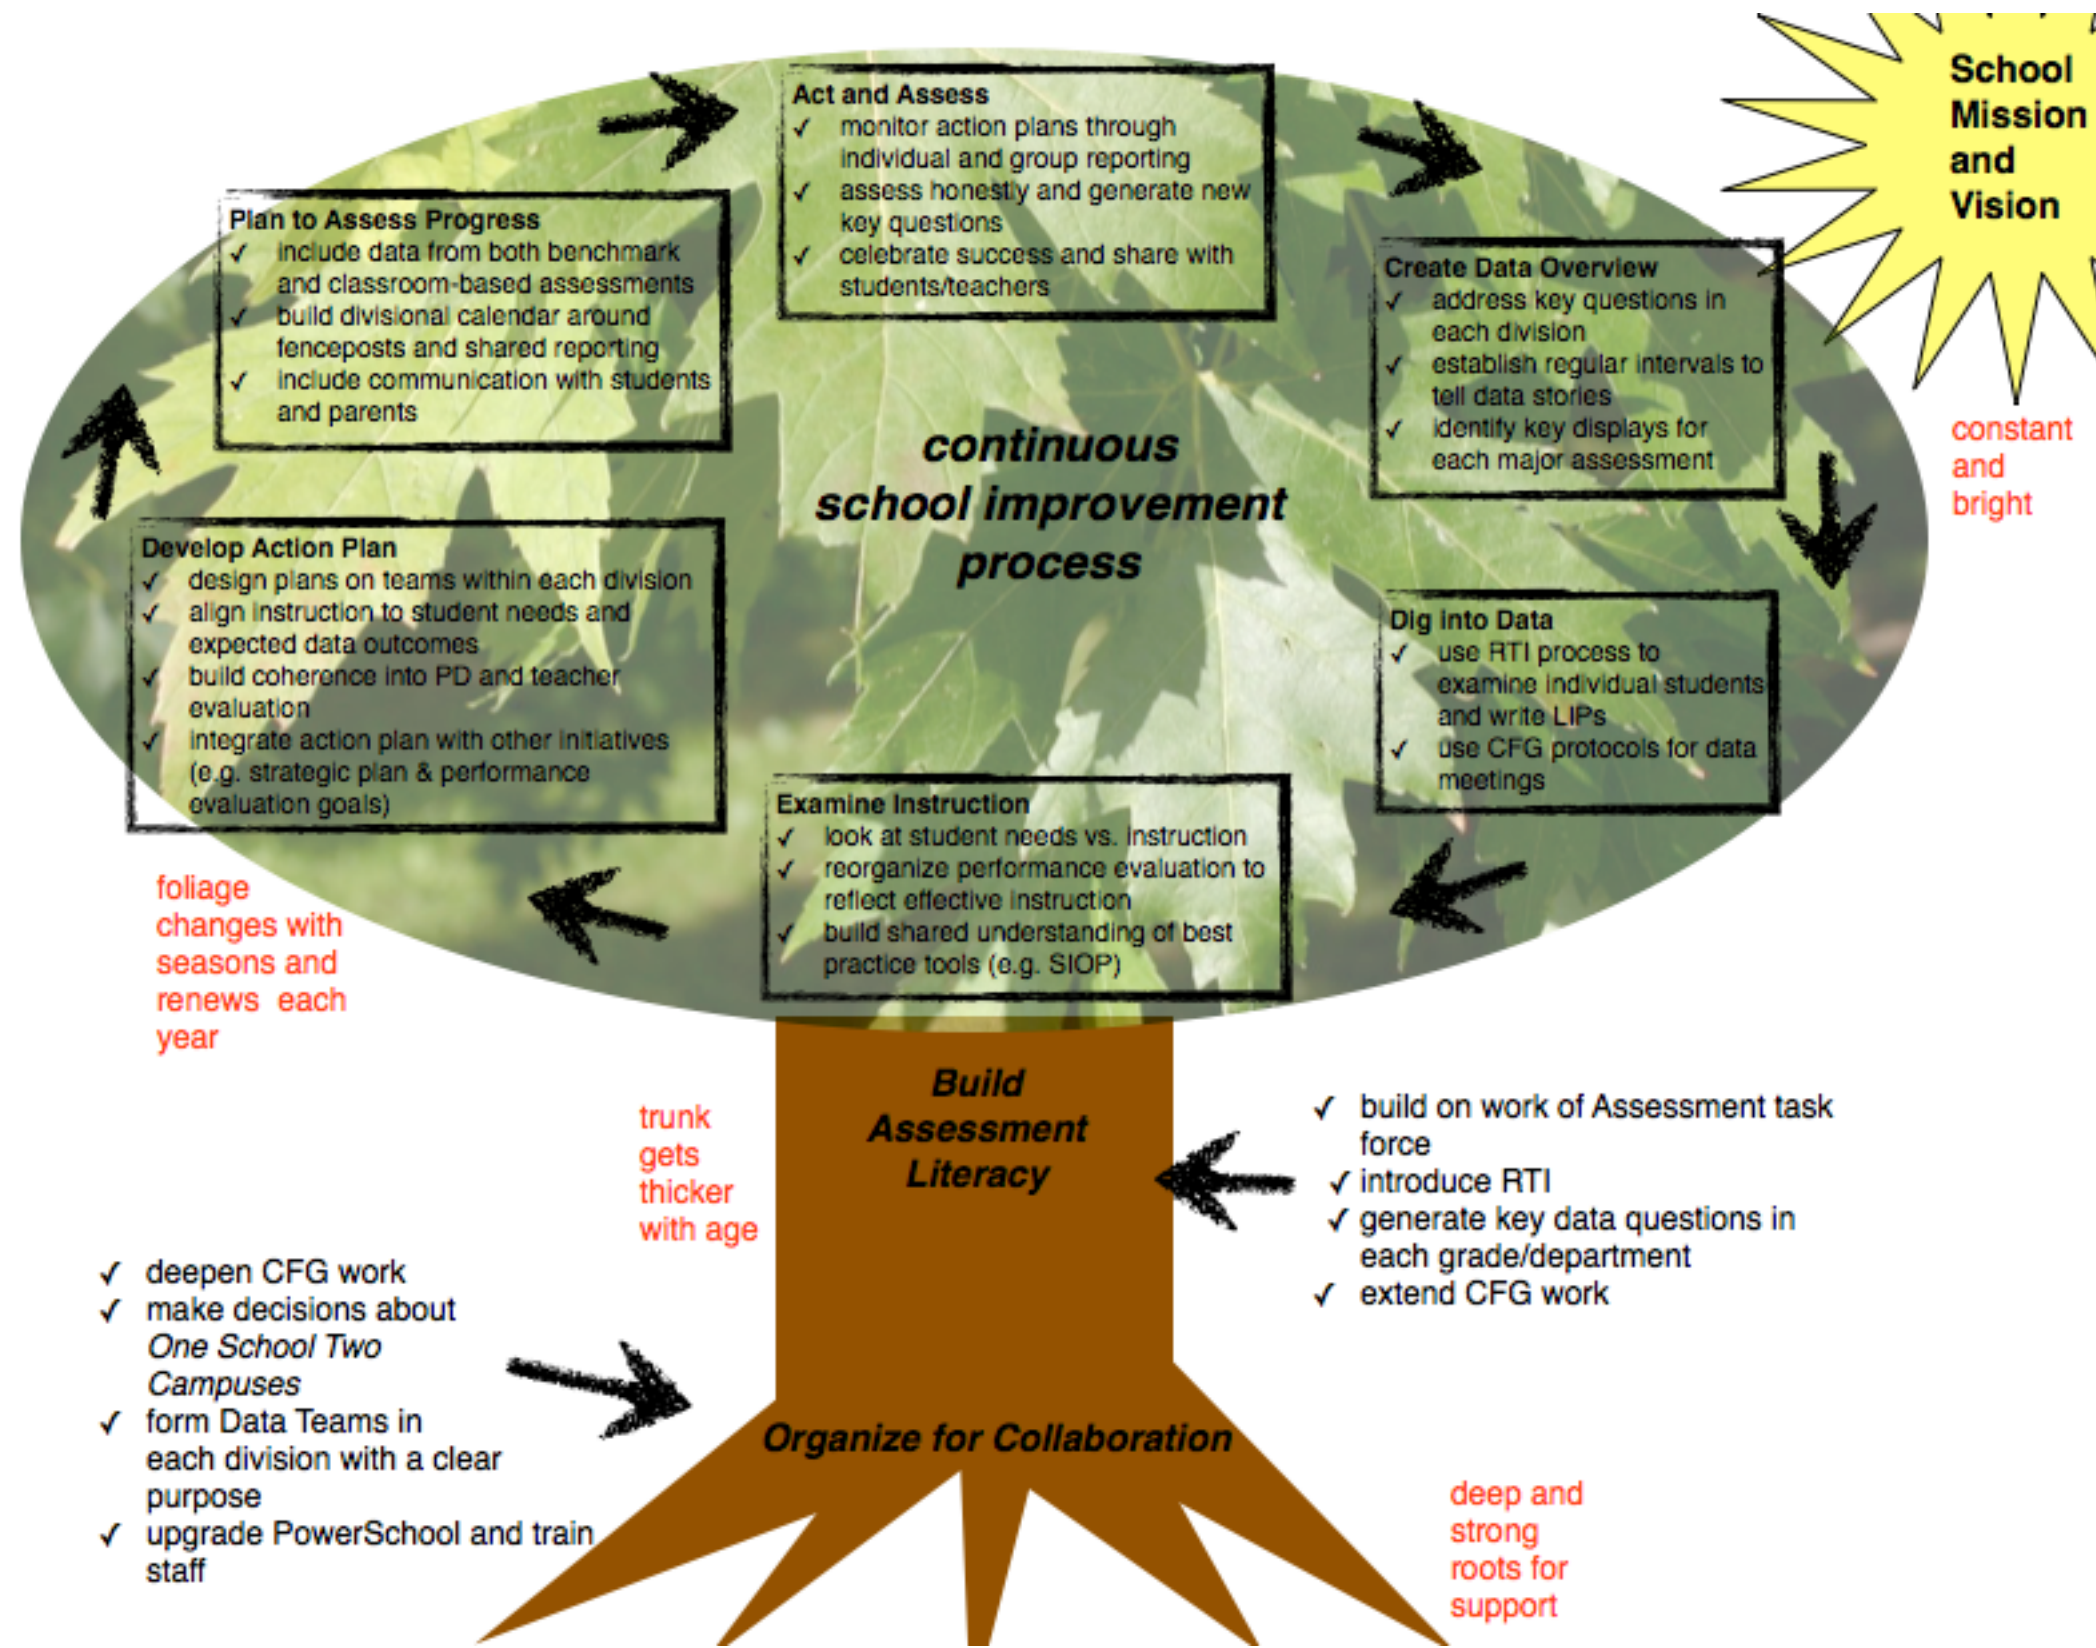 School
Mission
and
Vision
constant
and
bright
Act and Assess
✓ monitor action plans through
individual and group reporting
✓ assess honestly and generate new
key questions
✓ celebrate success and share with
students/teachers
Plan to Assess Progress
✓ include data from both benchmark
and classroom-based assessments
✓ build divisional calendar around
fenceposts and shared reporting
✓ include communication with students
and parents
Create Data Overview
✓ address key questions in
each division
✓ establish regular intervals to
tell data stories
✓ identify key displays for
each major assessment
continuous
school improvement
process
Develop Action Plan
✓ design plans on teams within each division
✓ align instruction to student needs and
expected data outcomes
✓ build coherence into PD and teacher
evaluation
✓ integrate action plan with other initiatives
(e.g. strategic plan & performance
evaluation goals)
Dig into Data
✓ use RTI process to
examine individual students
and write LIPs
✓ use CFG protocols for data
meetings
Examine Instruction
✓ look at student needs vs. instruction
✓ reorganize performance evaluation to
reflect effective instruction
✓ build shared understanding of best
practice tools (e.g. SIOP)
foliage
changes with
seasons and
renews each
year
Build
Assessment
Literacy
trunk
gets
thicker
with age
✓ build on work of Assessment task
force
✓ introduce RTI
✓ generate key data questions in
each grade/department
✓ extend CFG work
✓ deepen CFG work
✓ make decisions about
One School Two
Campuses
✓ form Data Teams in
each division with a clear
purpose
✓ upgrade PowerSchool and train
staff
Organize for Collaboration
deep and
strong
roots for
support